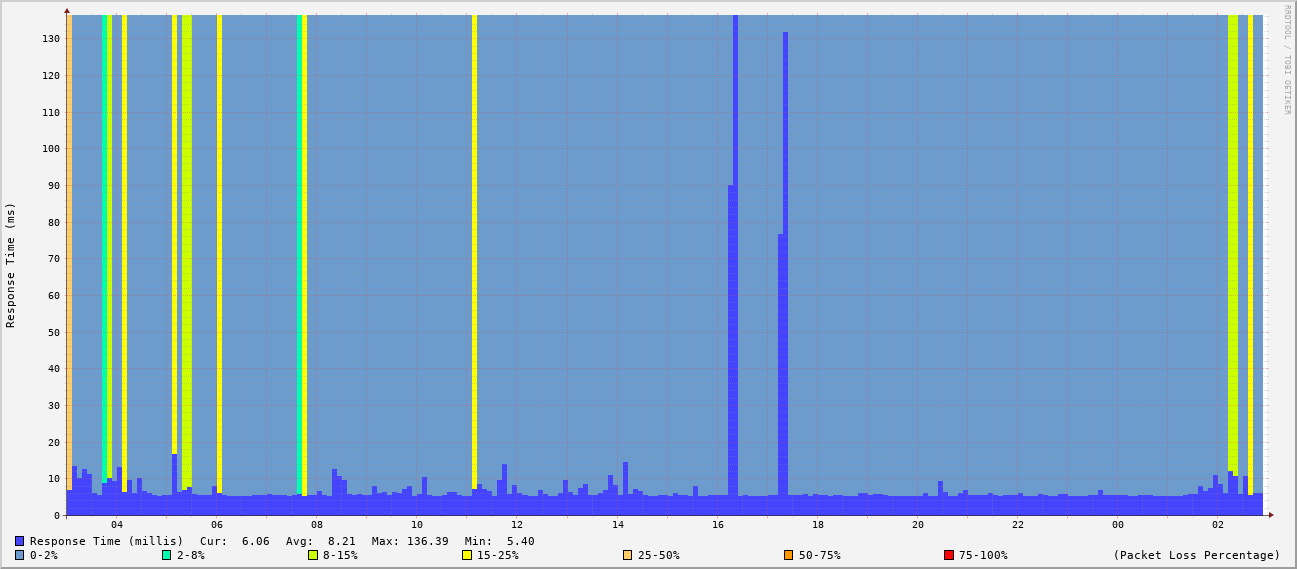 RRDTOOL / TOBI OETIKER
Response Time (ms)
130
120
110
100
90
80
70
60
50
40
30
20
10
0
04 06 08 10 12 14 16 18 20 22 00 02
Response Time (millis) Cur: 6.06 Avg: 8.21 Max: 136.39 Min: 5.40
0-2% 2-8% 8-15% 15-25% 25-50% 50-75% 75-100% (Packet Loss Percentage)